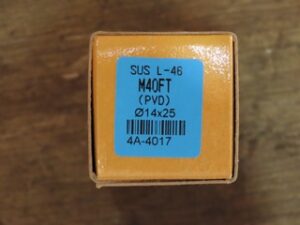 SUS L-46
M40FT
(PVD)
Ø14x25
4A-4017